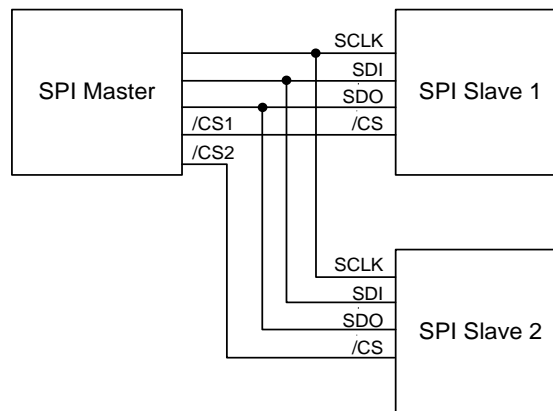 SCLK
SDI
SPI Master
SDO
SPI Slave 1
/CS1
/CS
/CS2
SCLK
SDI
SDO
SPI Slave 2
/CS